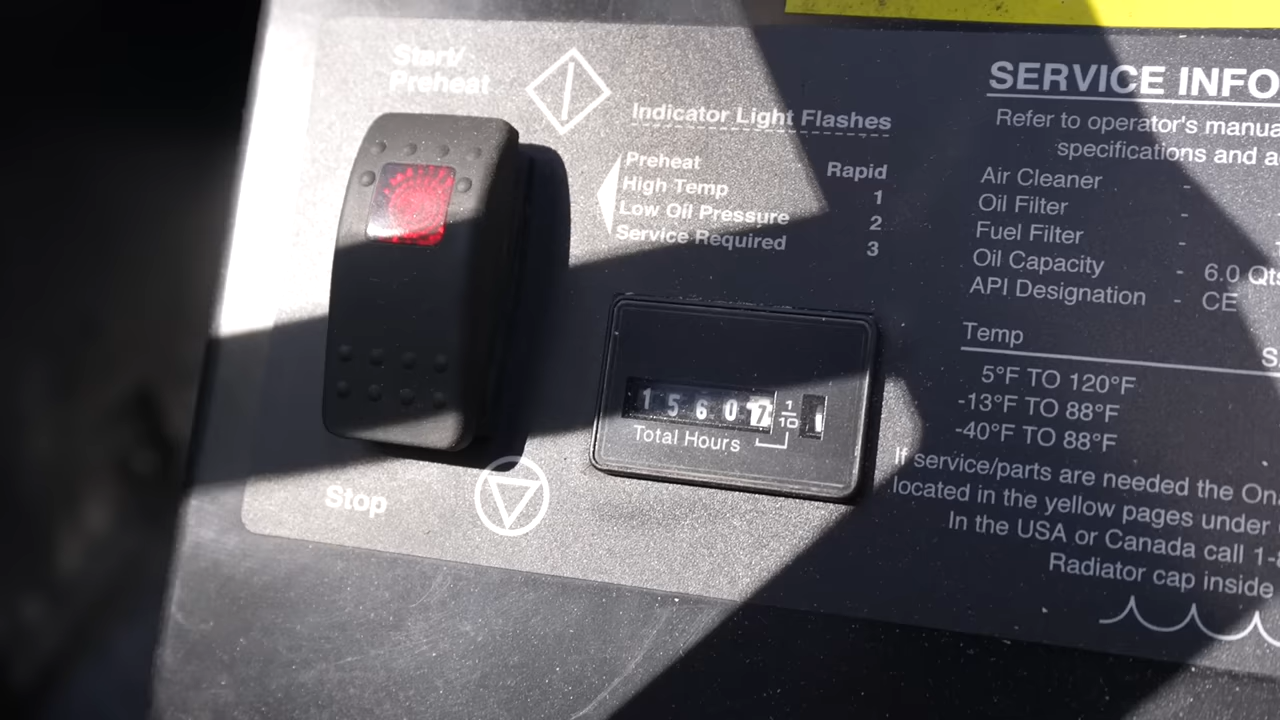 Start/
Preheat
Indicator Light Flashes
Preheat Rapid
High Temp 1
Low Oil Pressure 2
Service Required 3
15607
1
10
1
Total Hours
Stop
SERVICE INFO
Refer to operator's manua
specifications and a
Air Cleaner -
Oil Filter -
Fuel Filter
Oil Capacity - 6.0 Qts
API Designation - CE
Temp S
5°F TO 120°F
-13°F TO 88°F
-40°F TO 88°F
If service/parts are needed the On
located in the yellow pages under
In the USA or Canada call 1-
Radiator cap inside